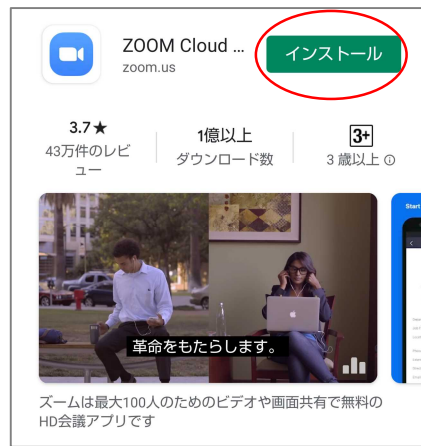 ZOOM Cloud ...
インストール
zoom.us
3.7★
43万件のレビ
ュー
1億以上
ダウンロード数
3+
3 歳以上
Start
革命をもたらします。
ズームは最大100人のためのビデオや画面共有で無料の
HD会議アプリです